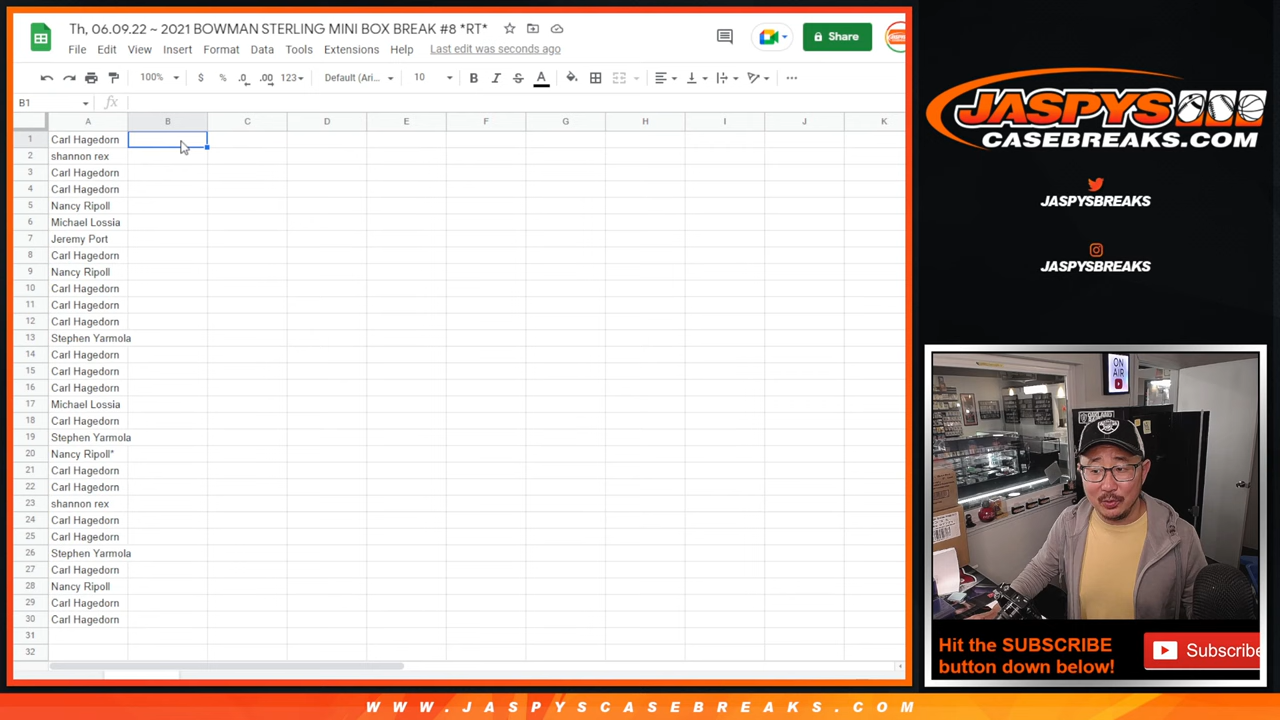 Th, 06.09.22 ~ 2021 BOWMAN STERLING MINI BOX BREAK #8 *RT*
File Edit View Insert Format Data Tools Extensions Help Last edit was seconds ago
Share
100% $ % .0 .00 123 Default (Ari... 10 B I S A
B1 fx
A B C D E F G H I J K
1 Carl Hagedorn
2 shannon rex
3 Carl Hagedorn
4 Carl Hagedorn
5 Nancy Ripoll
6 Michael Lossia
7 Jeremy Port
8 Carl Hagedorn
9 Nancy Ripoll
10 Carl Hagedorn
11 Carl Hagedorn
12 Carl Hagedorn
13 Stephen Yarmola
14 Carl Hagedorn
15 Carl Hagedorn
16 Carl Hagedorn
17 Michael Lossia
18 Carl Hagedorn
19 Stephen Yarmola
20 Nancy Ripoll*
21 Carl Hagedorn
22 Carl Hagedorn
23 shannon rex
24 Carl Hagedorn
25 Carl Hagedorn
26 Stephen Yarmola
27 Carl Hagedorn
28 Nancy Ripoll
29 Carl Hagedorn
30 Carl Hagedorn
31
32
JASPYS
CASEBREAKS.COM
JASPYSBREAKS
JASPYSBREAKS
ON
AIR
Hit the SUBSCRIBE
button down below!
Subscribe
WWW.JASPYSCASEBREAKS.COM